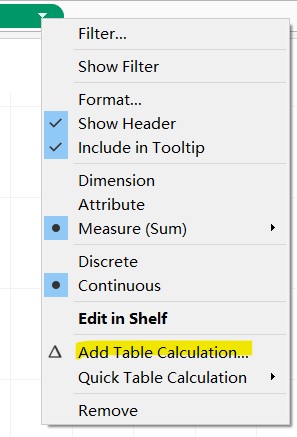 Filter...
Show Filter
Format...
Show Header
Include in Tooltip
Dimension
Attribute
Measure (Sum)
Discrete
Continuous
Edit in Shelf
Add Table Calculation...
Quick Table Calculation
Remove